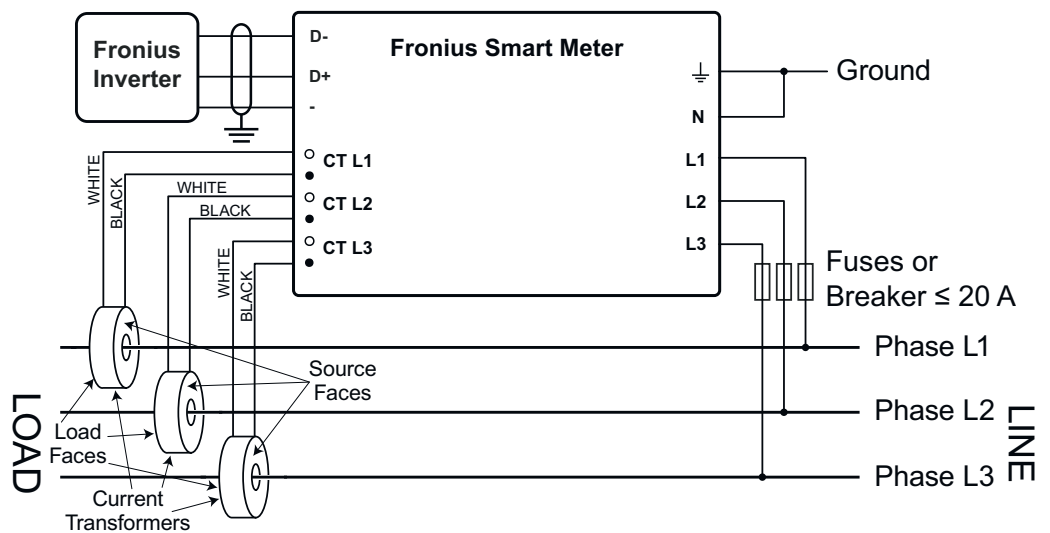 Fronius
Inverter
D-
D+
-
Fronius Smart Meter
⏚
N
L1
L2
L3
Ground
CT L1
CT L2
CT L3
WHITE
BLACK
WHITE
BLACK
WHITE
BLACK
Fuses or
Breaker ≤ 20 A
Phase L1
Phase L2
Phase L3
Source
Faces
Load
Faces
Current
Transformers
LOAD
LINE